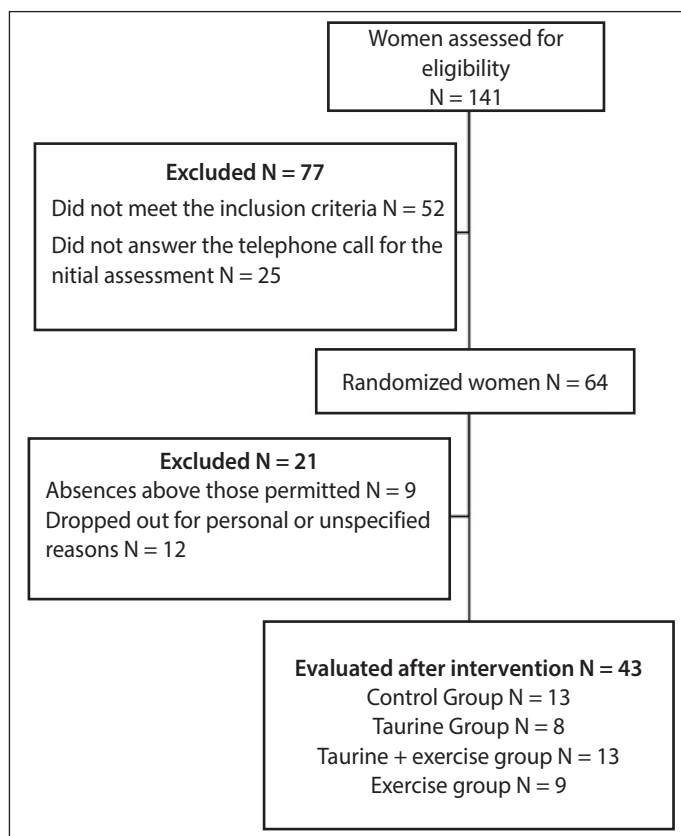 Women assessed for
eligibility
N = 141
Excluded N = 77
Did not meet the inclusion criteria N = 52
Did not answer the telephone call for the
nitial assessment N = 25
Randomized women N = 64
Excluded N = 21
Absences above those permitted N = 9
Dropped out for personal or unspecified
reasons N = 12
Evaluated after intervention N = 43
Control Group N = 13
Taurine Group N = 8
Taurine + exercise group N = 13
Exercise group N = 9